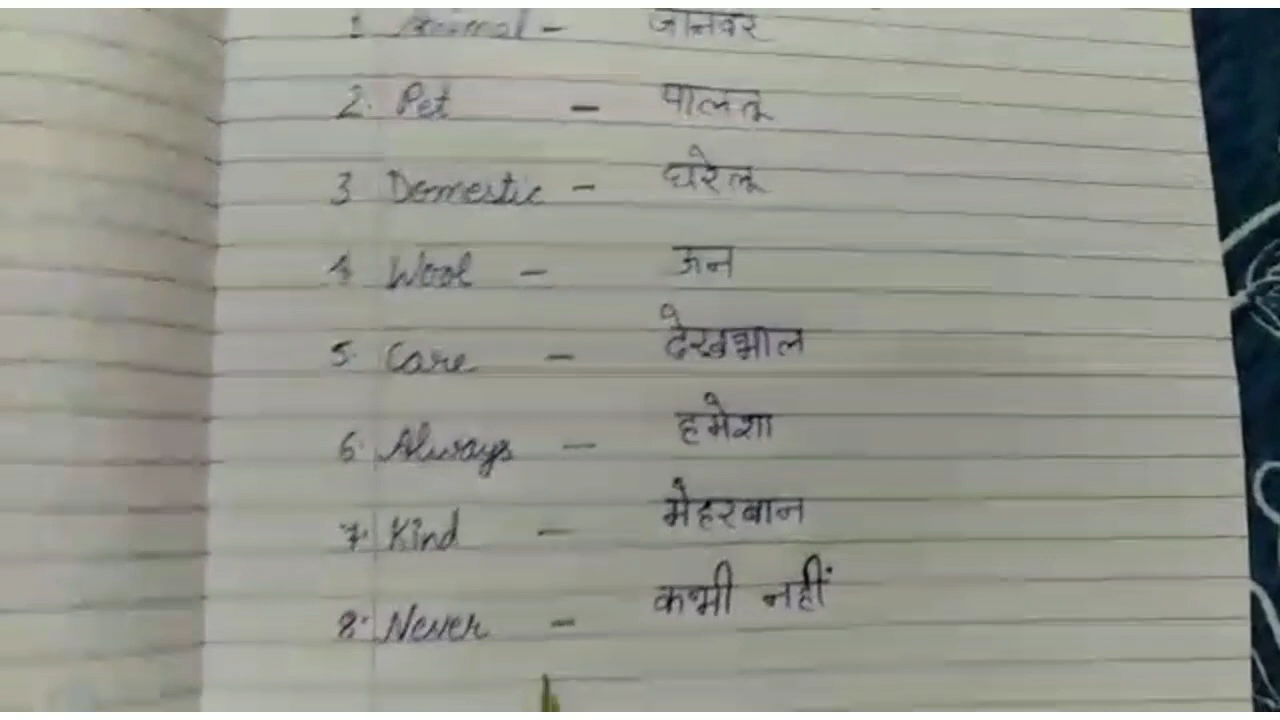 1 Animal - जानवर
2. Pet - पालतू
3 Domestic - घरेलू
4 Wool - ऊन
5. Care - देखभाल
6. Always - हमेशा
7. Kind - मेहरबान
8. Never - कभी नहीं